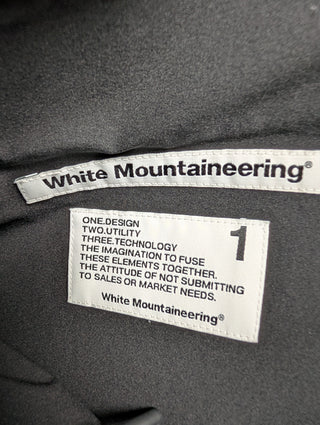 White Mountaineering®
ONE.DESIGN
TWO.UTILITY
THREE.TECHNOLOGY
THE IMAGINATION TO FUSE
THESE ELEMENTS TOGETHER.
THE ATTITUDE OF NOT SUBMITTING
TO SALES OR MARKET NEEDS.
1
White Mountaineering®